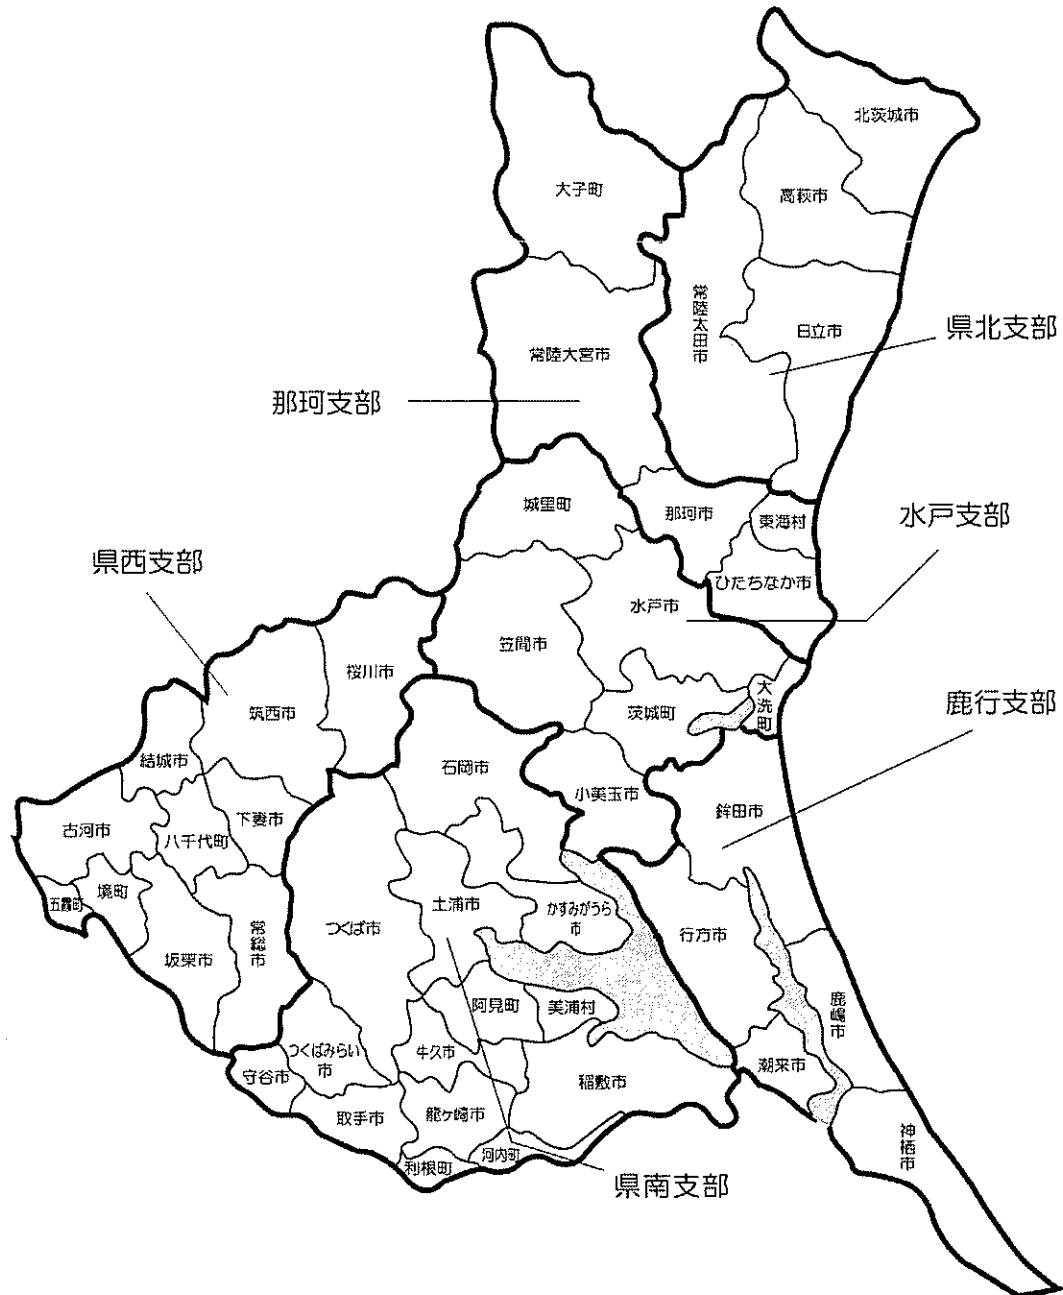 北茨城市
大子町
高萩市
常陸太田市
日立市
県北支部
常陸大宮市
那珂支部
城里町
那珂市
東海村
水戸支部
県西支部
ひたちなか市
水戸市
笠間市
桜川市
大洗町
筑西市
茨城町
鹿行支部
結城市
石岡市
小美玉市
鉾田市
古河市
八千代町
下妻市
境町
五霞町
土浦市
かすみがうら
市
つくば市
常総市
行方市
坂東市
阿見町
美浦村
鹿嶋市
つくばみらい
市
牛久市
潮来市
守谷市
稲敷市
取手市
龍ヶ崎市
神栖市
河内町
利根町
県南支部